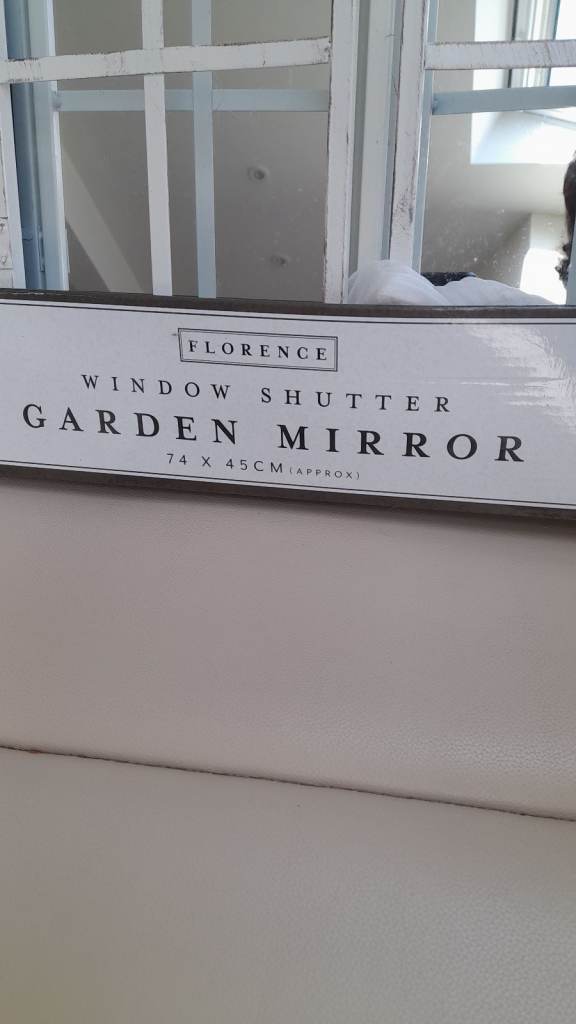 FLORENCE
WINDOW SHUTTER
GARDEN MIRROR
74 X 45CM (APPROX)